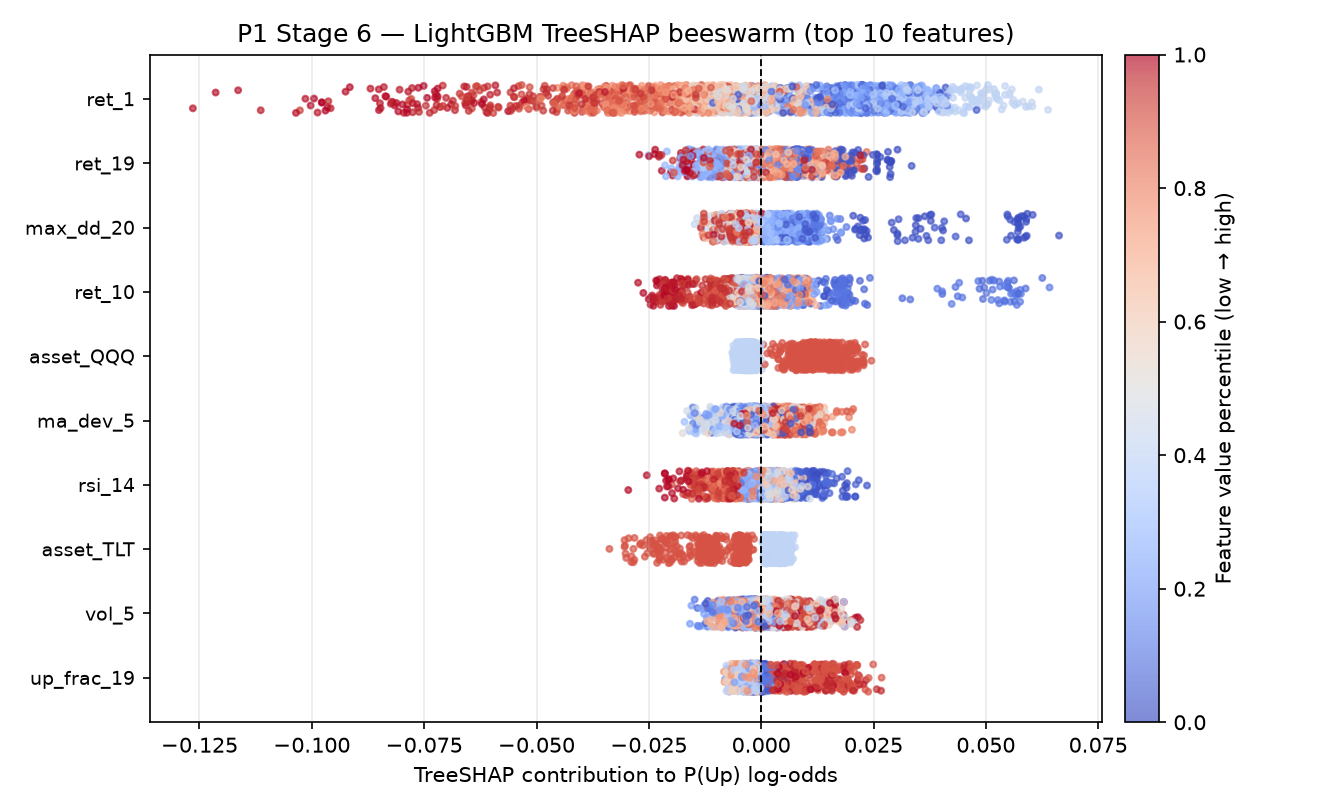 P1 Stage 6 — LightGBM TreeSHAP beeswarm (top 10 features)
ret_1
ret_19
max_dd_20
ret_10
asset_QQQ
ma_dev_5
rsi_14
asset_TLT
vol_5
up_frac_19
−0.125 −0.100 −0.075 −0.050 −0.025 0.000 0.025 0.050 0.075
TreeSHAP contribution to P(Up) log-odds
1.0
0.8
0.6
0.4
0.2
0.0
Feature value percentile (low → high)